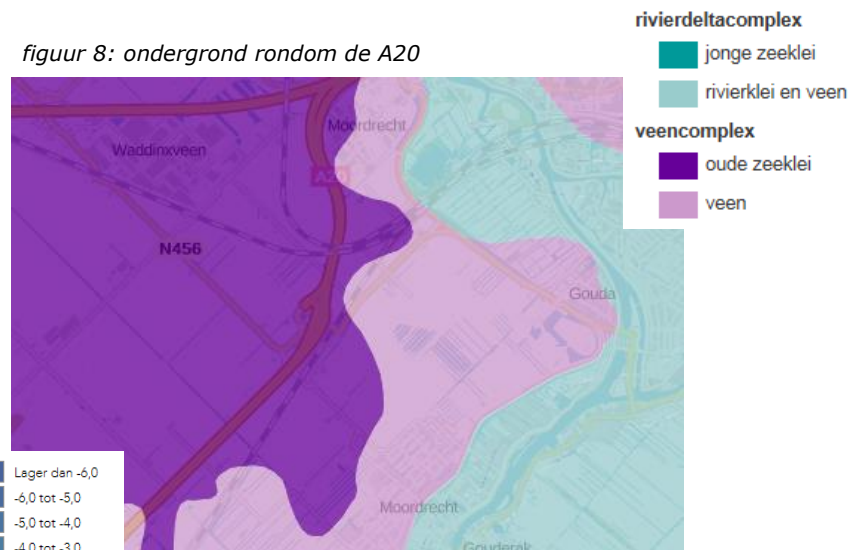 figuur 8: ondergrond rondom de A20
rivierdeltacomplex
jonge zeeklei
rivierklei en veen
veencomplex
oude zeeklei
veen
Moordrecht
Waddinxveen
A20
N456
Gouda
Moordrecht
Gouderak
Lager dan -6,0
-6,0 tot -5,0
-5,0 tot -4,0
-4,0 tot -3,0